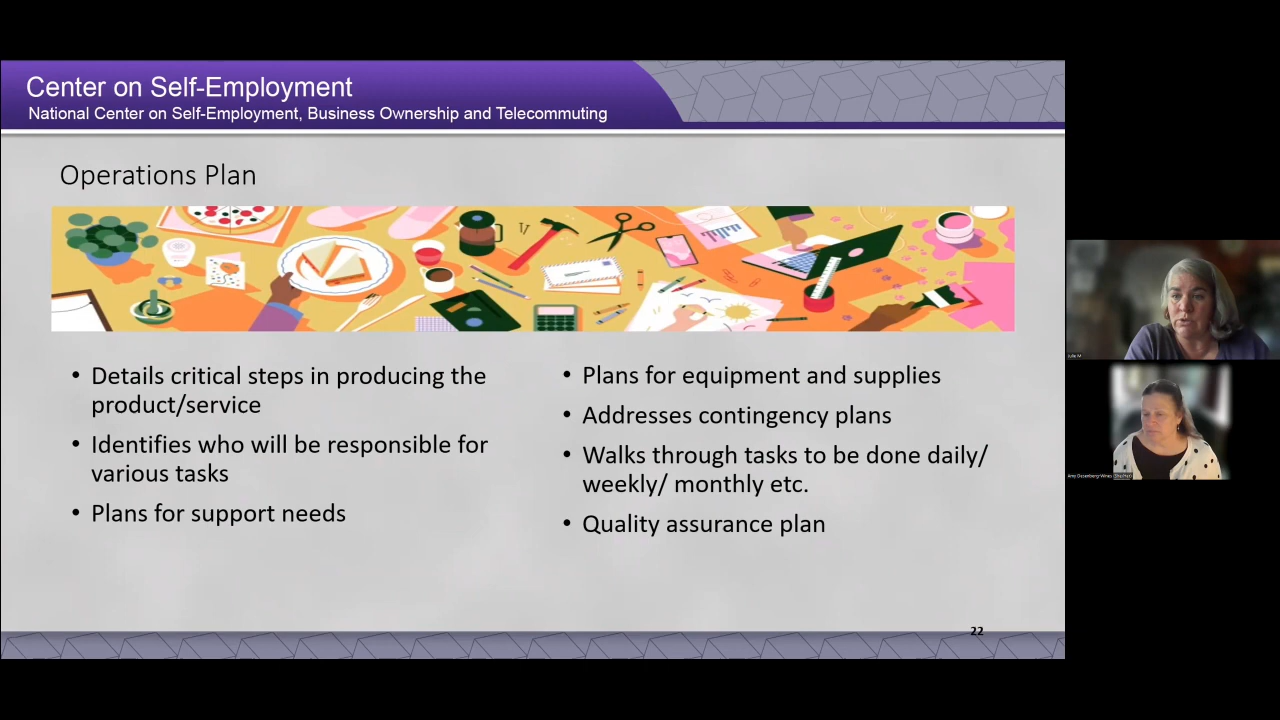 Center on Self-Employment
National Center on Self-Employment, Business Ownership and Telecommuting
Operations Plan
• Details critical steps in producing the
product/service
• Identifies who will be responsible for
various tasks
• Plans for support needs
• Plans for equipment and supplies
• Addresses contingency plans
• Walks through tasks to be done daily/
weekly/ monthly etc.
• Quality assurance plan
22
Julie M